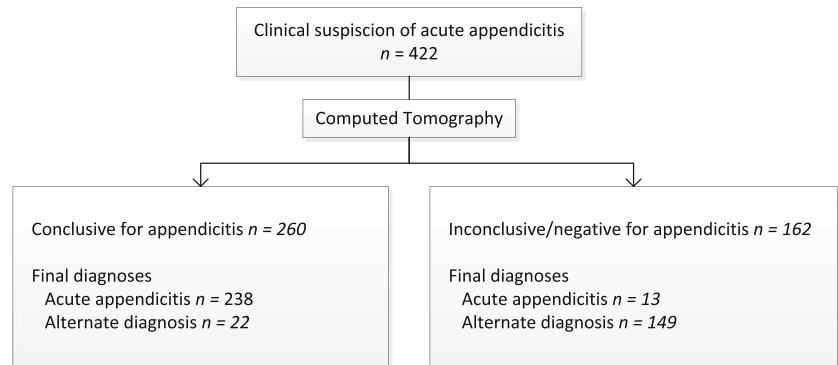 Clinical suspiscion of acute appendicitis
n = 422
Computed Tomography
Conclusive for appendicitis n = 260
Final diagnoses
Acute appendicitis n = 238
Alternate diagnosis n = 22
Inconclusive/negative for appendicitis n = 162
Final diagnoses
Acute appendicitis n = 13
Alternate diagnosis n = 149